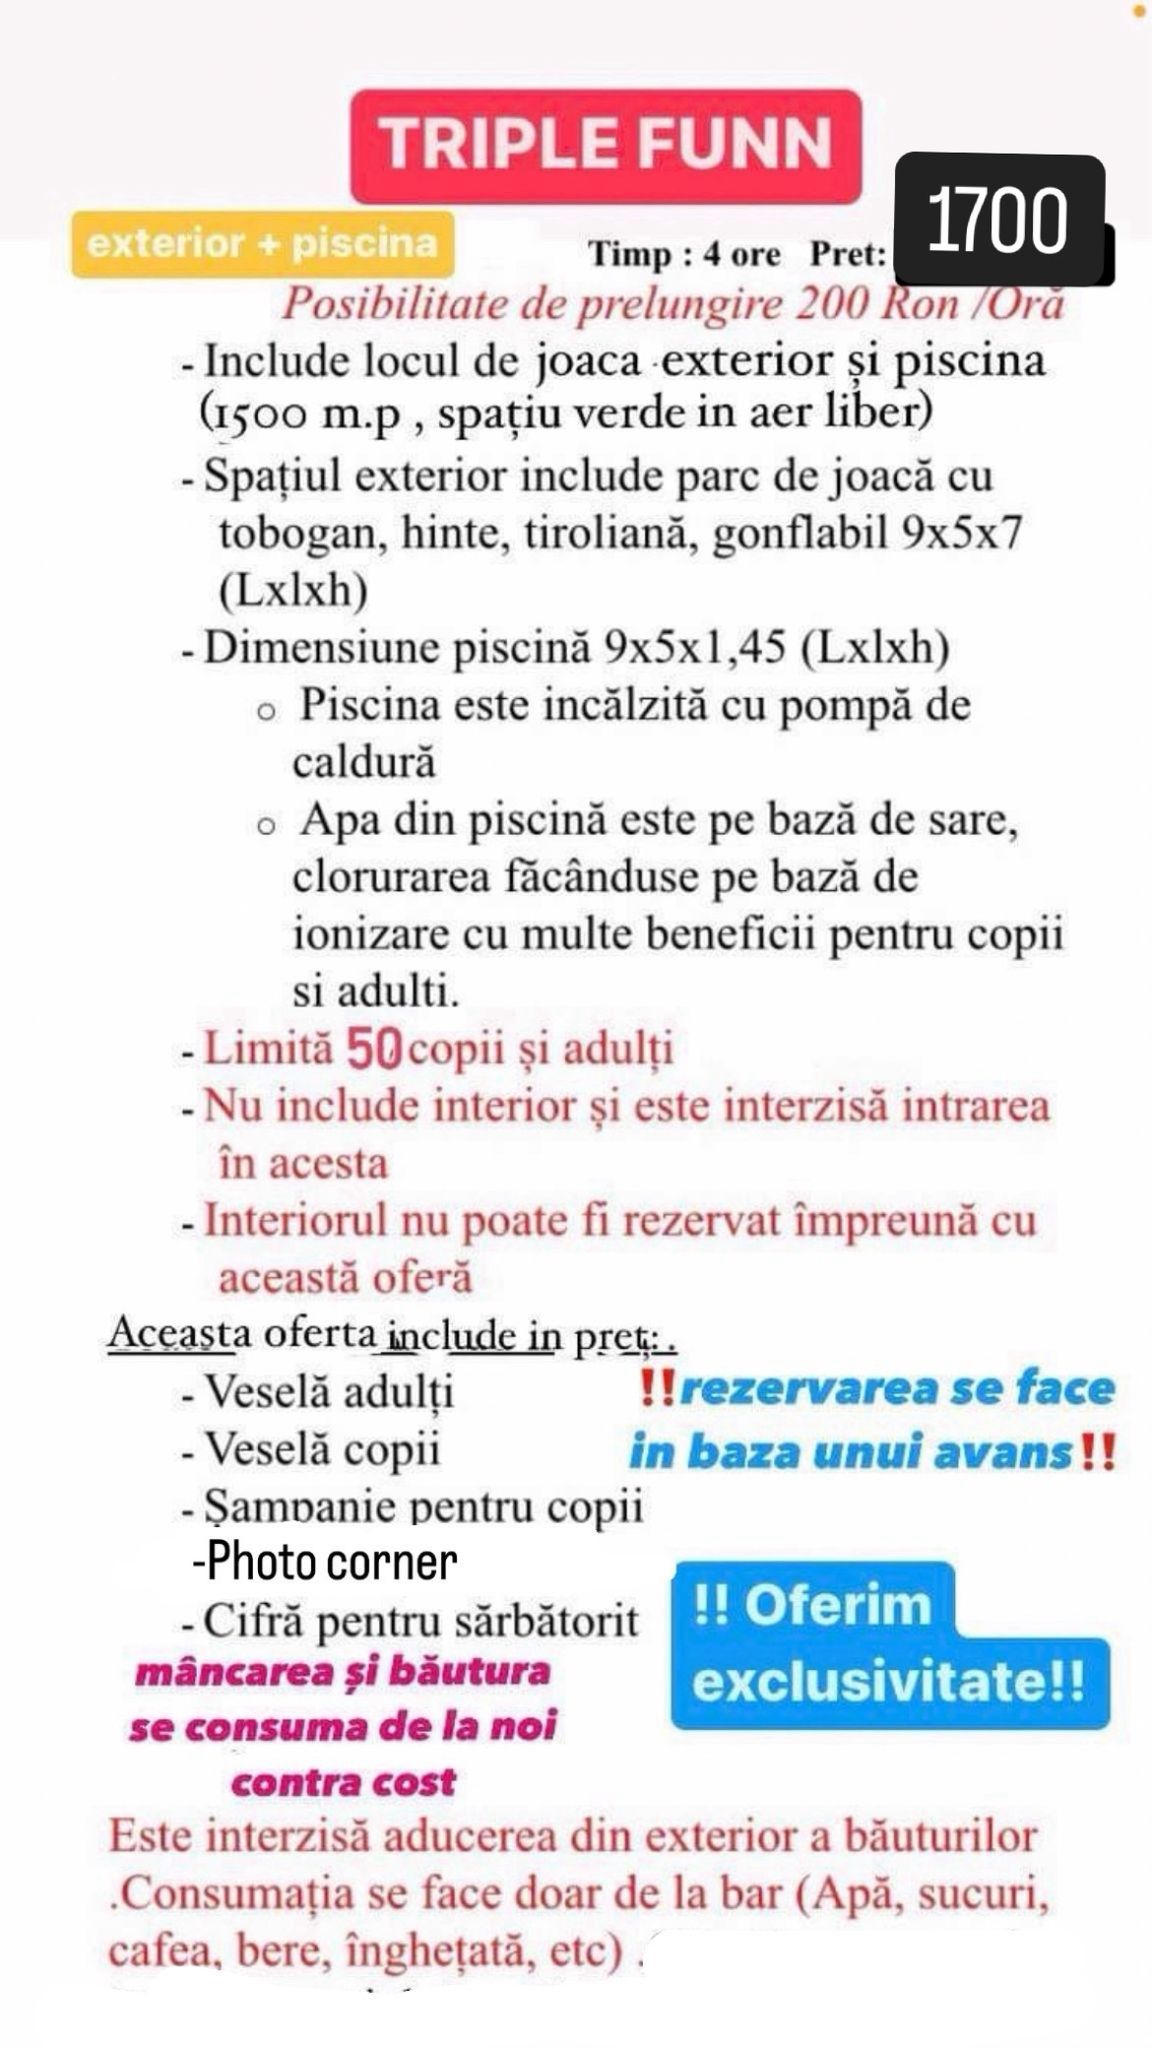 TRIPLE FUNN
1700
exterior + piscina
Timp : 4 ore Pret:
Posibilitate de prelungire 200 Ron /Oră
- Include locul de joaca exterior și piscina
(1500 m.p , spațiu verde in aer liber)
- Spațiul exterior include parc de joacă cu
tobogan, hinte, tiroliană, gonflabil 9x5x7
(Lxlxh)
- Dimensiune piscină 9x5x1,45 (Lxlxh)
o Piscina este incălzită cu pompă de
caldură
o Apa din piscină este pe bază de sare,
clorurarea făcânduse pe bază de
ionizare cu multe beneficii pentru copii
si adulti.
- Limită 50 copii și adulți
- Nu include interior și este interzisă intrarea
în acesta
- Interiorul nu poate fi rezervat împreună cu
această oferă
Aceasta oferta include in preț: .
- Veselă adulți
- Veselă copii
- Șampanie pentru copii
-Photo corner
- Cifră pentru sărbătorit
!!rezervarea se face
in baza unui avans!!
!! Oferim
exclusivitate!!
mâncarea și băutura
se consuma de la noi
contra cost
Este interzisă aducerea din exterior a băuturilor
.Consumația se face doar de la bar (Apă, sucuri,
cafea, bere, înghețată, etc) .